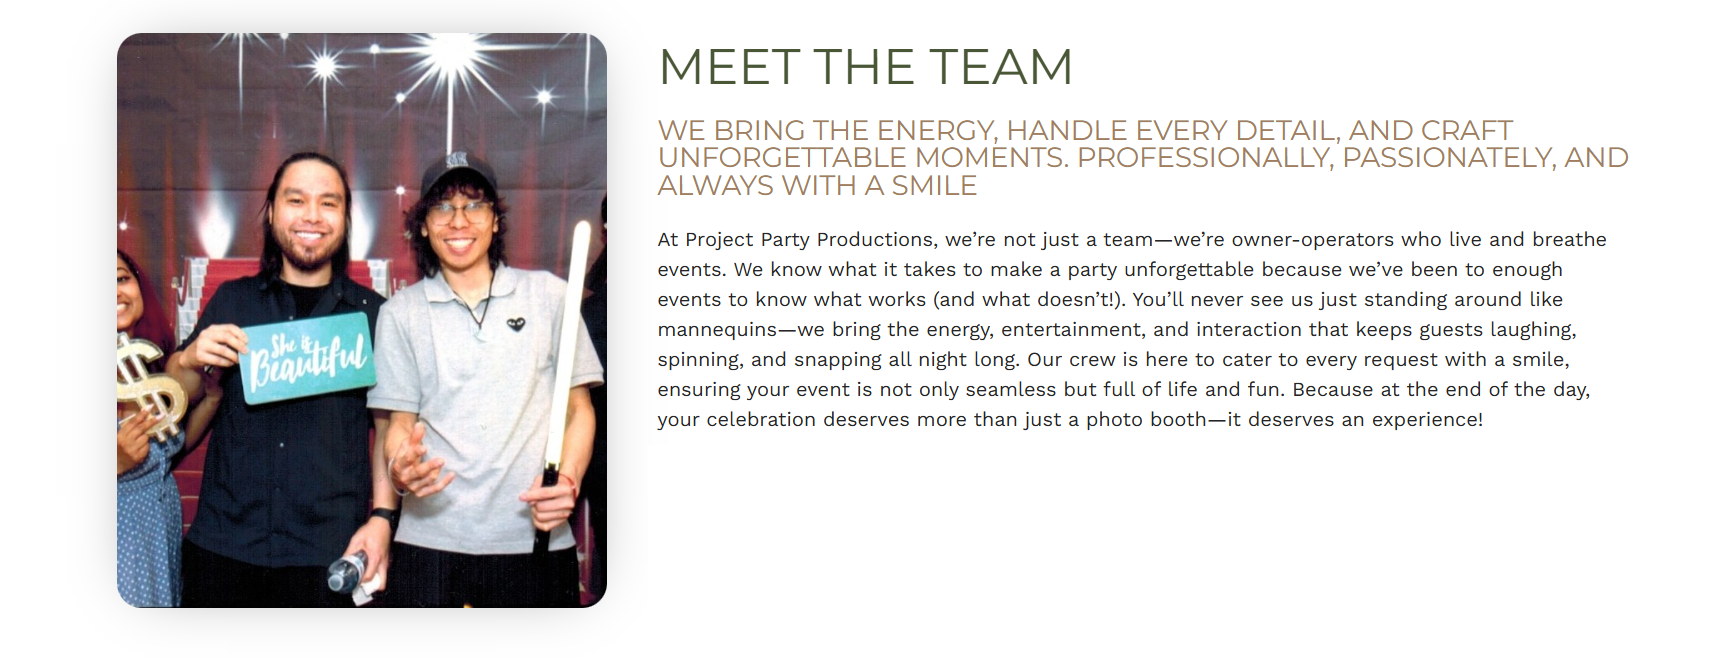 MEET THE TEAM
WE BRING THE ENERGY, HANDLE EVERY DETAIL, AND CRAFT
UNFORGETTABLE MOMENTS. PROFESSIONALLY, PASSIONATELY, AND
ALWAYS WITH A SMILE
At Project Party Productions, we’re not just a team—we’re owner-operators who live and breathe
events. We know what it takes to make a party unforgettable because we’ve been to enough
events to know what works (and what doesn’t!). You’ll never see us just standing around like
mannequins—we bring the energy, entertainment, and interaction that keeps guests laughing,
spinning, and snapping all night long. Our crew is here to cater to every request with a smile,
ensuring your event is not only seamless but full of life and fun. Because at the end of the day,
your celebration deserves more than just a photo booth—it deserves an experience!
She is
Beautiful
$